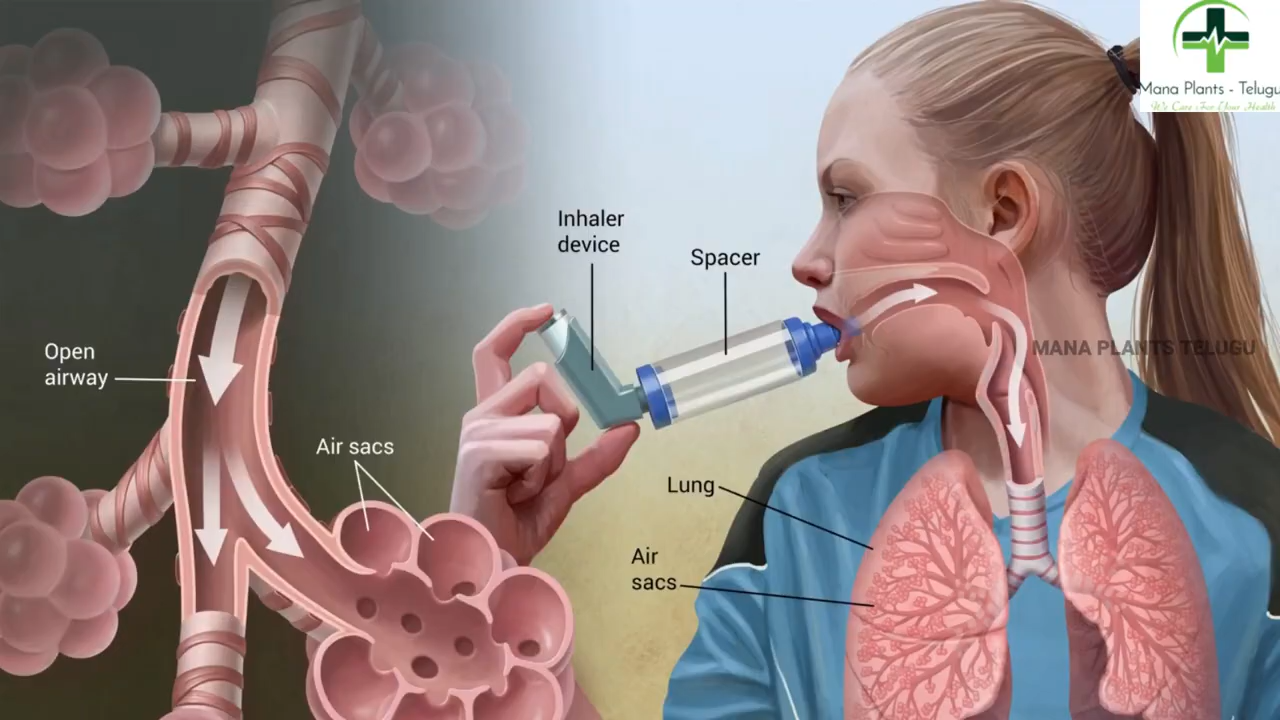 Mana Plants - Telugu
We Care For Your Health
Inhaler
device
Spacer
MANA PLANTS TELUGU
Open
airway
Air sacs
Lung
Air
sacs